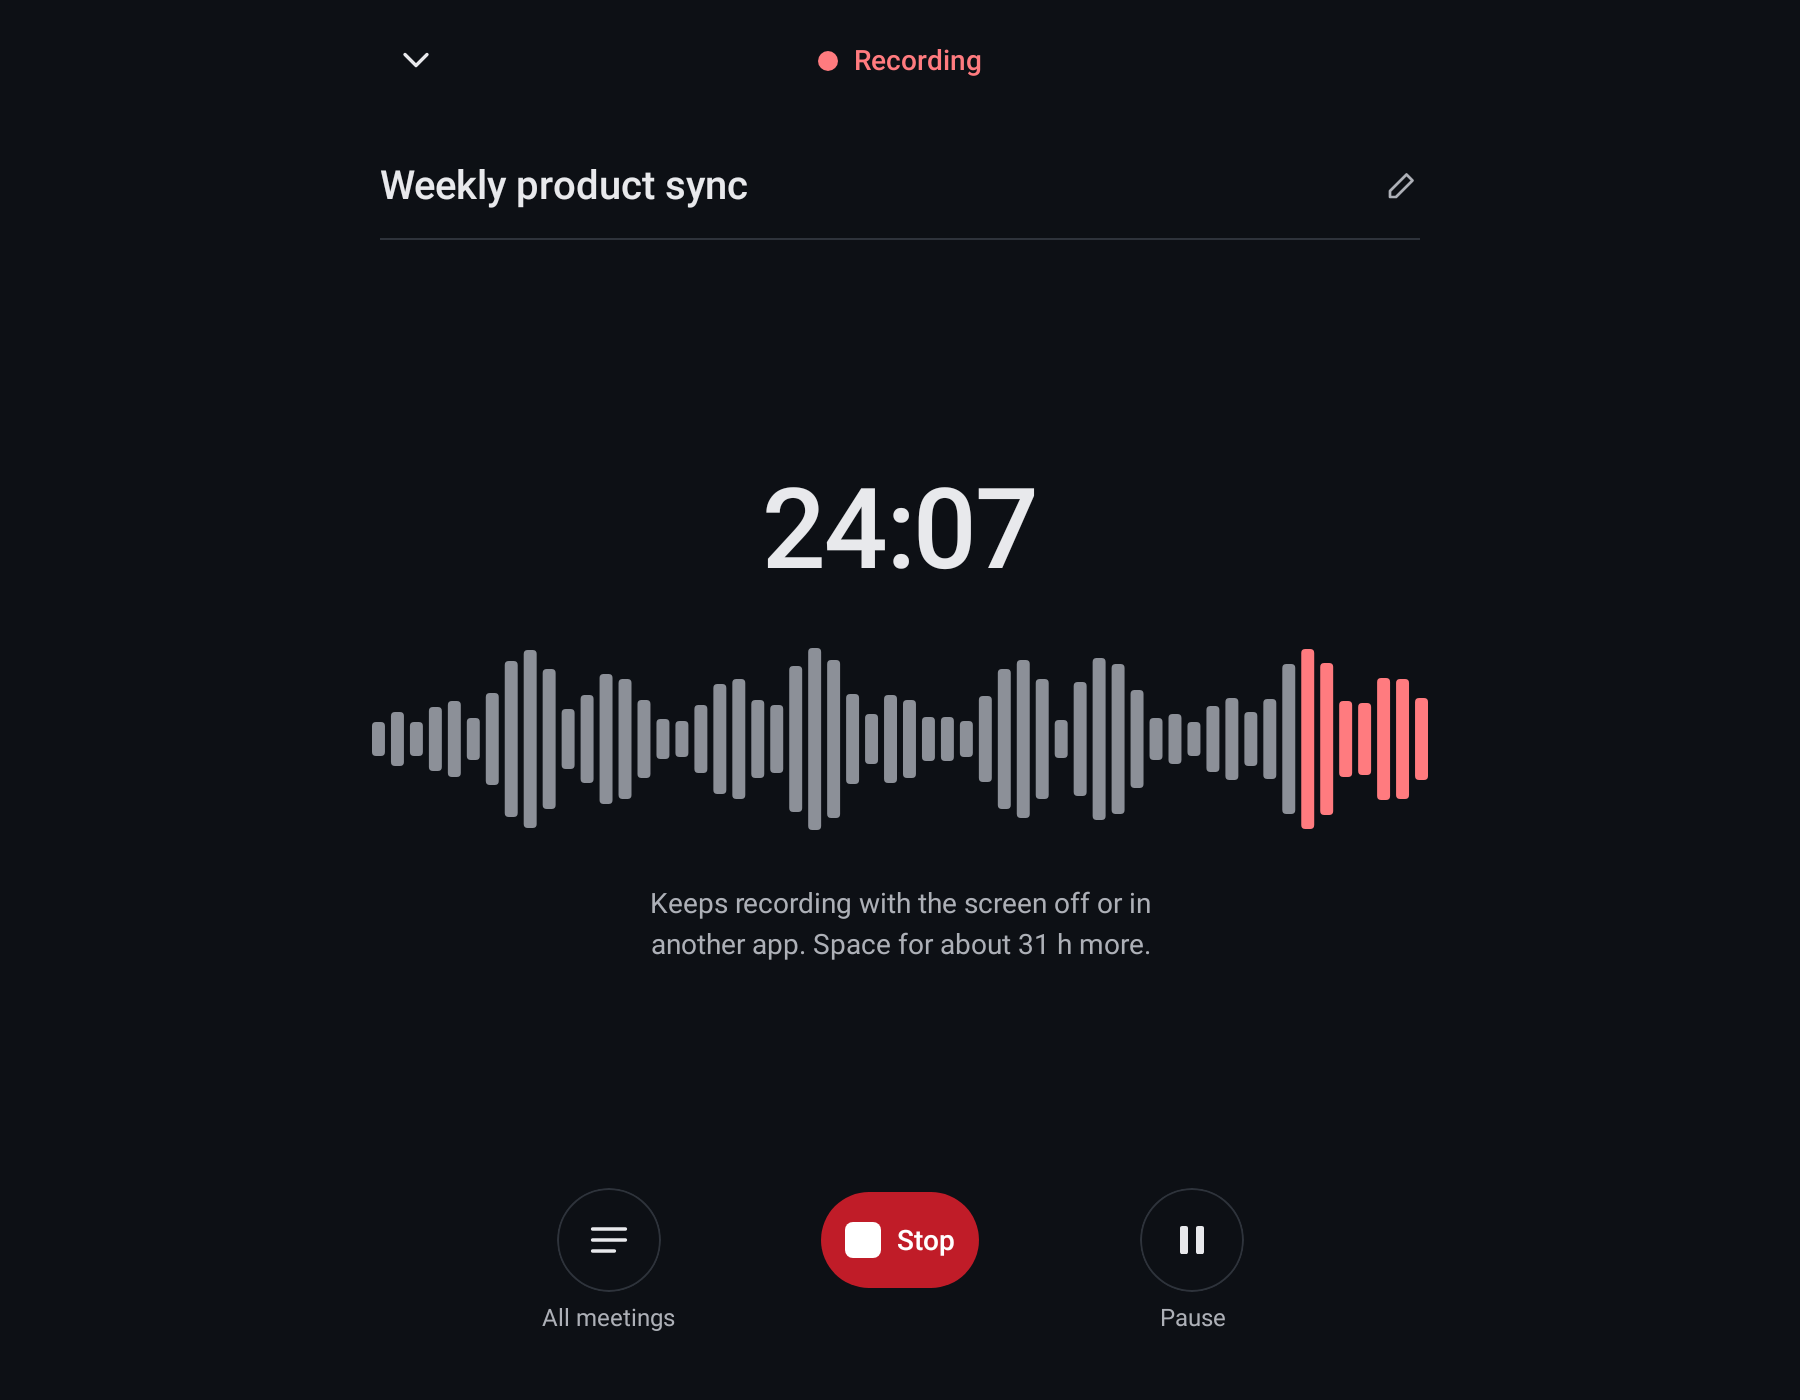 Recording
Weekly product sync
24:07
Keeps recording with the screen off or in
another app. Space for about 31 h more.
Stop
All meetings
Pause